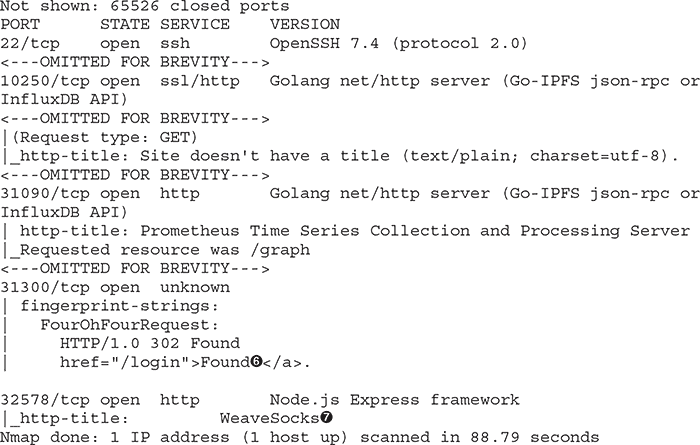 Not shown: 65526 closed ports
PORT      STATE SERVICE     VERSION
22/tcp    open  ssh         OpenSSH 7.4 (protocol 2.0)
<---OMITTED FOR BREVITY--->
10250/tcp open  ssl/http    Golang net/http server (Go-IPFS json-rpc or
InfluxDB API)
<---OMITTED FOR BREVITY--->
|(Request type: GET)
|_http-title: Site doesn't have a title (text/plain; charset=utf-8).
<---OMITTED FOR BREVITY--->
31090/tcp open  http        Golang net/http server (Go-IPFS json-rpc or
InfluxDB API)
| http-title: Prometheus Time Series Collection and Processing Server
|_Requested resource was /graph
<---OMITTED FOR BREVITY--->
31300/tcp open  unknown
| fingerprint-strings:
|   FourOhFourRequest:
|     HTTP/1.0 302 Found
|     href="/login">Found❻</a>.
32578/tcp open  http        Node.js Express framework
|_http-title:        WeaveSocks❼
Nmap done: 1 IP address (1 host up) scanned in 88.79 seconds